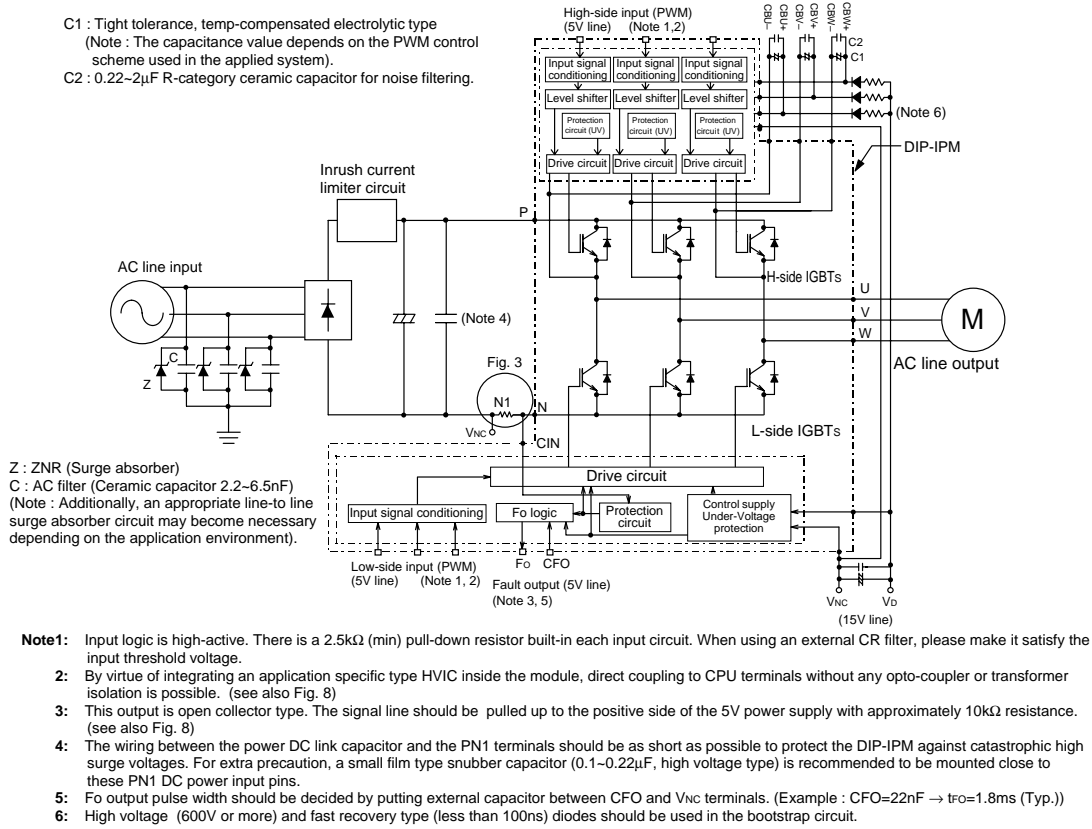 C1 : Tight tolerance, temp-compensated electrolytic type
(Note : The capacitance value depends on the PWM control
scheme used in the applied system).
C2 : 0.22~2μF R-category ceramic capacitor for noise filtering.
High-side input (PWM)
(5V line) (Note 1,2)
CBU-
CBU+
CBV-
CBV+
CBW-
CBW+
C2
C1
Input signal conditioning
Input signal conditioning
Input signal conditioning
Level shifter
Level shifter
Level shifter
Protection circuit (UV)
Protection circuit (UV)
Protection circuit (UV)
Drive circuit
Drive circuit
Drive circuit
(Note 6)
DIP-IPM
Inrush current
limiter circuit
P
AC line input
H-side IGBTs
U
V
W
M
AC line output
(Note 4)
C
Z
Fig. 3
N1
N
VNC
CIN
L-side IGBTs
Z : ZNR (Surge absorber)
C : AC filter (Ceramic capacitor 2.2~6.5nF)
(Note : Additionally, an appropriate line-to line
surge absorber circuit may become necessary
depending on the application environment).
Drive circuit
Input signal conditioning
Fo logic
Protection
circuit
Control supply
Under-Voltage
protection
Low-side input (PWM)
(5V line) (Note 1, 2)
Fo CFO
Fault output (5V line)
(Note 3, 5)
VNC VD
(15V line)
Note1: Input logic is high-active. There is a 2.5kΩ (min) pull-down resistor built-in each input circuit. When using an external CR filter, please make it satisfy the
input threshold voltage.
2: By virtue of integrating an application specific type HVIC inside the module, direct coupling to CPU terminals without any opto-coupler or transformer
isolation is possible. (see also Fig. 8)
3: This output is open collector type. The signal line should be pulled up to the positive side of the 5V power supply with approximately 10kΩ resistance.
(see also Fig. 8)
4: The wiring between the power DC link capacitor and the PN1 terminals should be as short as possible to protect the DIP-IPM against catastrophic high
surge voltages. For extra precaution, a small film type snubber capacitor (0.1~0.22μF, high voltage type) is recommended to be mounted close to
these PN1 DC power input pins.
5: Fo output pulse width should be decided by putting external capacitor between CFO and VNC terminals. (Example : CFO=22nF → tFO=1.8ms (Typ.))
6: High voltage (600V or more) and fast recovery type (less than 100ns) diodes should be used in the bootstrap circuit.